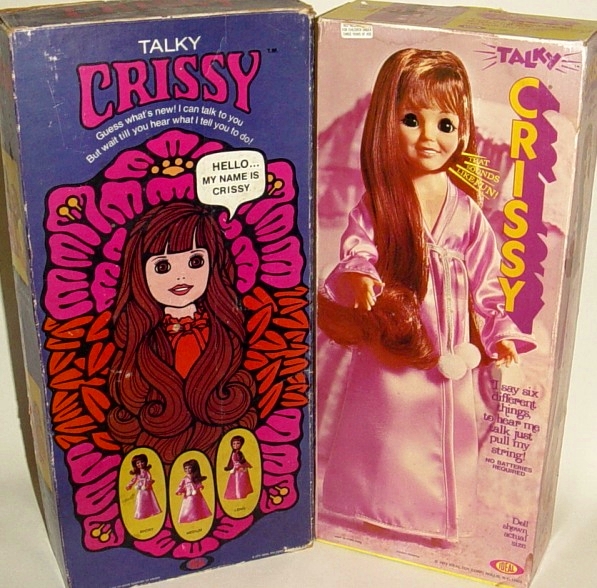 TALKY
CRISSY
TM
Guess what's new! I can talk to you
But wait till you hear what I tell you to do!
HELLO...
MY NAME IS
CRISSY
TALKY
CRISSY
THAT
SOUNDS
LIKE FUN!
I say six
different
things,
to hear me
talk just
pull my
string!
NO BATTERIES
REQUIRED
Doll
shown
actual
size
IDEAL